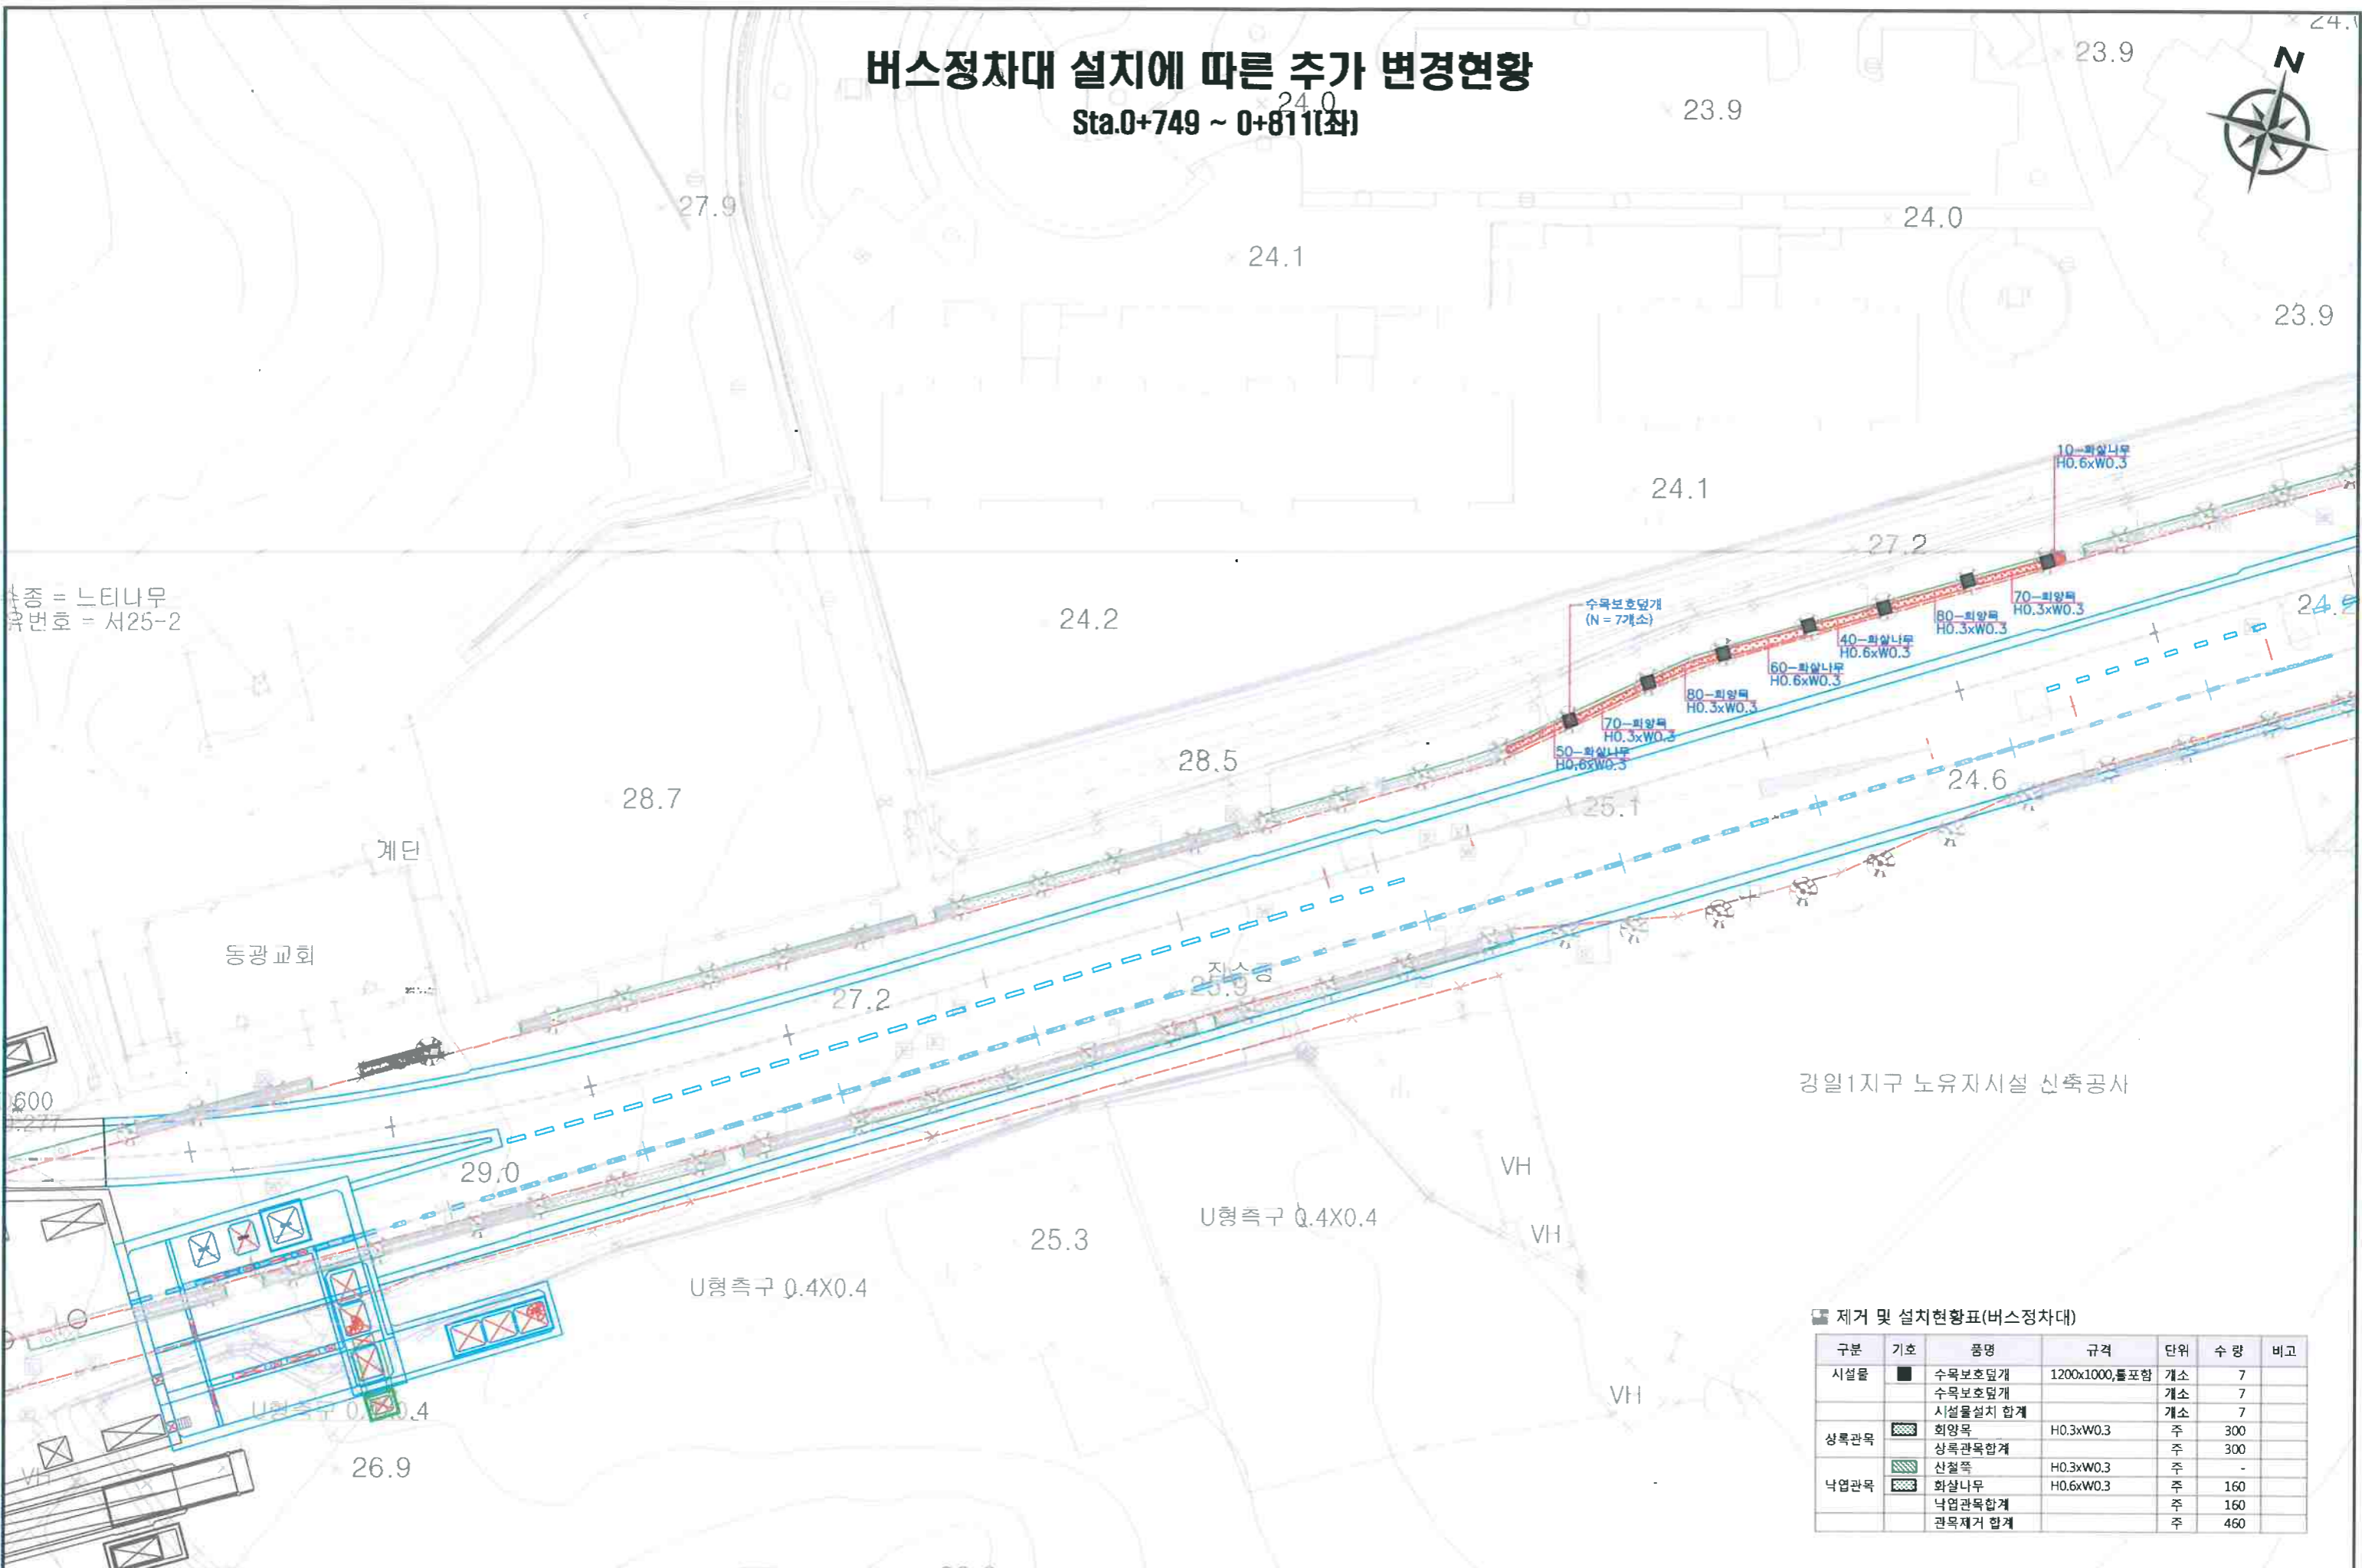 버스정차대 설치에 따른 추가 변경현황
Sta.0+749 ~ 0+811(좌)
N
23.9
24.0
23.9
27.9
24.0
24.1
23.9
10-화살나무
H0.6xW0.3
24.1
27.2
수종 = 느티나무
유번호 = 서25-2
24.2
수목보호덮개
(N = 7개소)
70-회양목
H0.3xW0.3
80-회양목
H0.3xW0.3
40-화살나무
H0.6xW0.3
60-화살나무
H0.6xW0.3
80-회양목
H0.3xW0.3
70-회양목
H0.3xW0.3
50-화살나무
H0.6xW0.3
28.5
28.7
24.6
25.1
계단
동광교회
25.9
27.2
강일1지구 노유자시설 신축공사
29.0
VH
U형측구 0.4X0.4
VH
25.3
U형측구 0.4X0.4
VH
26.9
VH
제거 및 설치현황표(버스정차대)
구분 기호 품명 규격 단위 수 량 비고
시설물 수목보호덮개 1200x1000,틀포함 개소 7
수목보호덮개 개소 7
시설물설치 합계 개소 7
상록관목 회양목 H0.3xW0.3 주 300
상록관목합계 주 300
낙엽관목 산철쭉 H0.3xW0.3 주 -
화살나무 H0.6xW0.3 주 160
낙엽관목합계 주 160
관목제거 합계 주 460